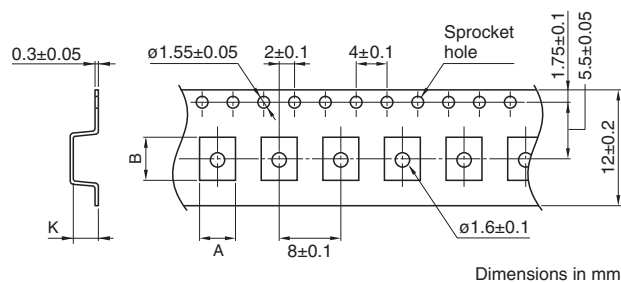 0.3±0.05
ø1.55±0.05
2±0.1
4±0.1
Sprocket
hole
1.75±0.1
5.5±0.05
B
12±0.2
K
A
8±0.1
ø1.6±0.1
Dimensions in mm